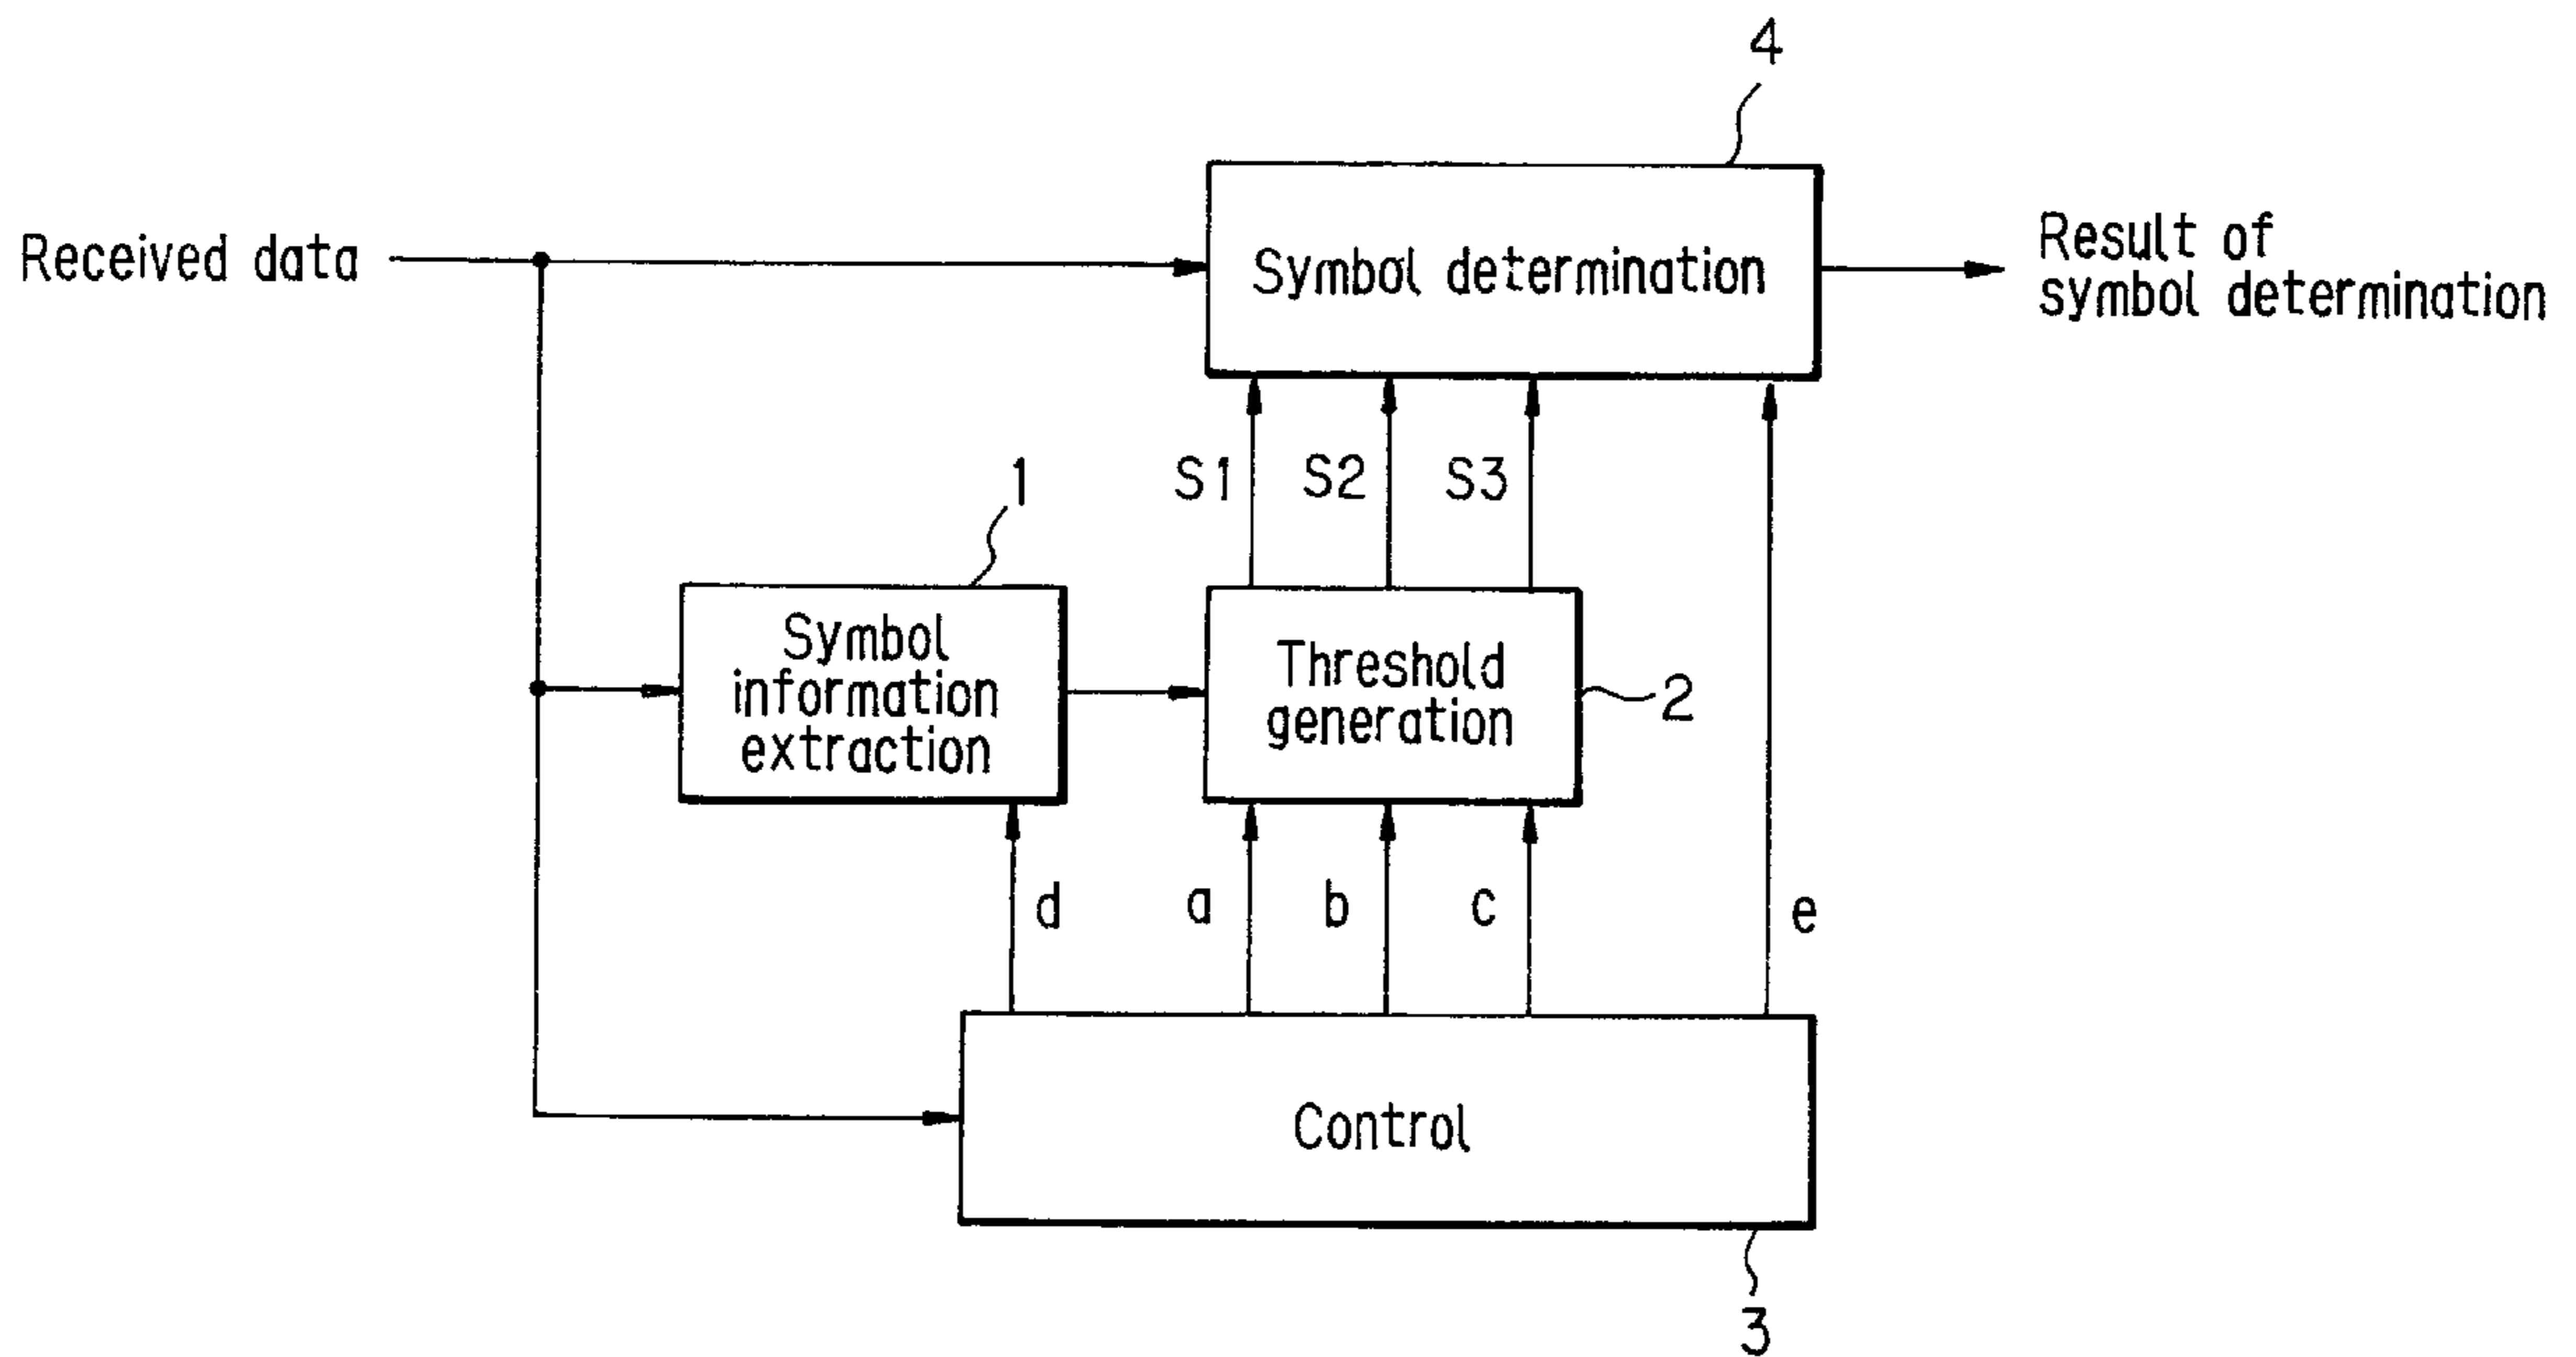 4
Received data
Symbol determination
Result of
symbol determination
S1
S2
S3
1
Symbol
information
extraction
Threshold
generation
2
d
a
b
c
e
Control
3